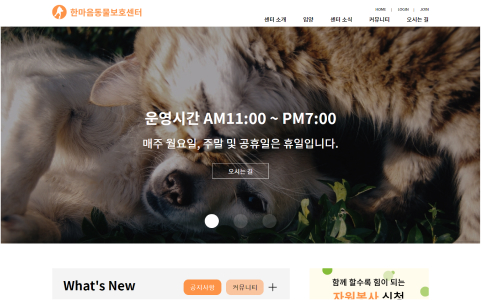 한마음동물보호센터
HOME | LOGIN | JOIN
센터 소개 입양 센터 소식 커뮤니티 오시는 길
운영시간 AM11:00 ~ PM7:00
매주 월요일, 주말 및 공휴일은 휴일입니다.
오시는 길
What's New
공지사항 커뮤니티 +
함께 할수록 힘이 되는
자원봉사 신청